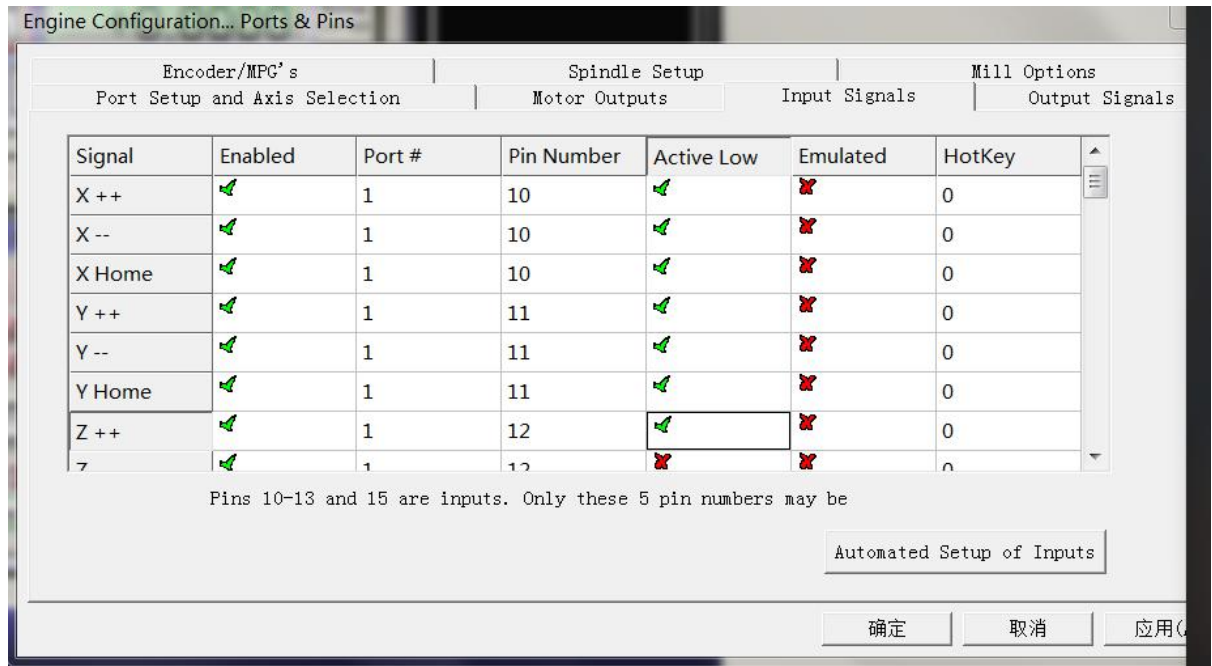 Engine Configuration... Ports & Pins
Encoder/MPG's Spindle Setup Mill Options
Port Setup and Axis Selection Motor Outputs Input Signals Output Signals
Signal Enabled Port # Pin Number Active Low Emulated HotKey
X ++ 1 10 0
X -- 1 10 0
X Home 1 10 0
Y ++ 1 11 0
Y -- 1 11 0
Y Home 1 11 0
Z ++ 1 12 0
Pins 10-13 and 15 are inputs. Only these 5 pin numbers may be
Automated Setup of Inputs
确定 取消 应用(